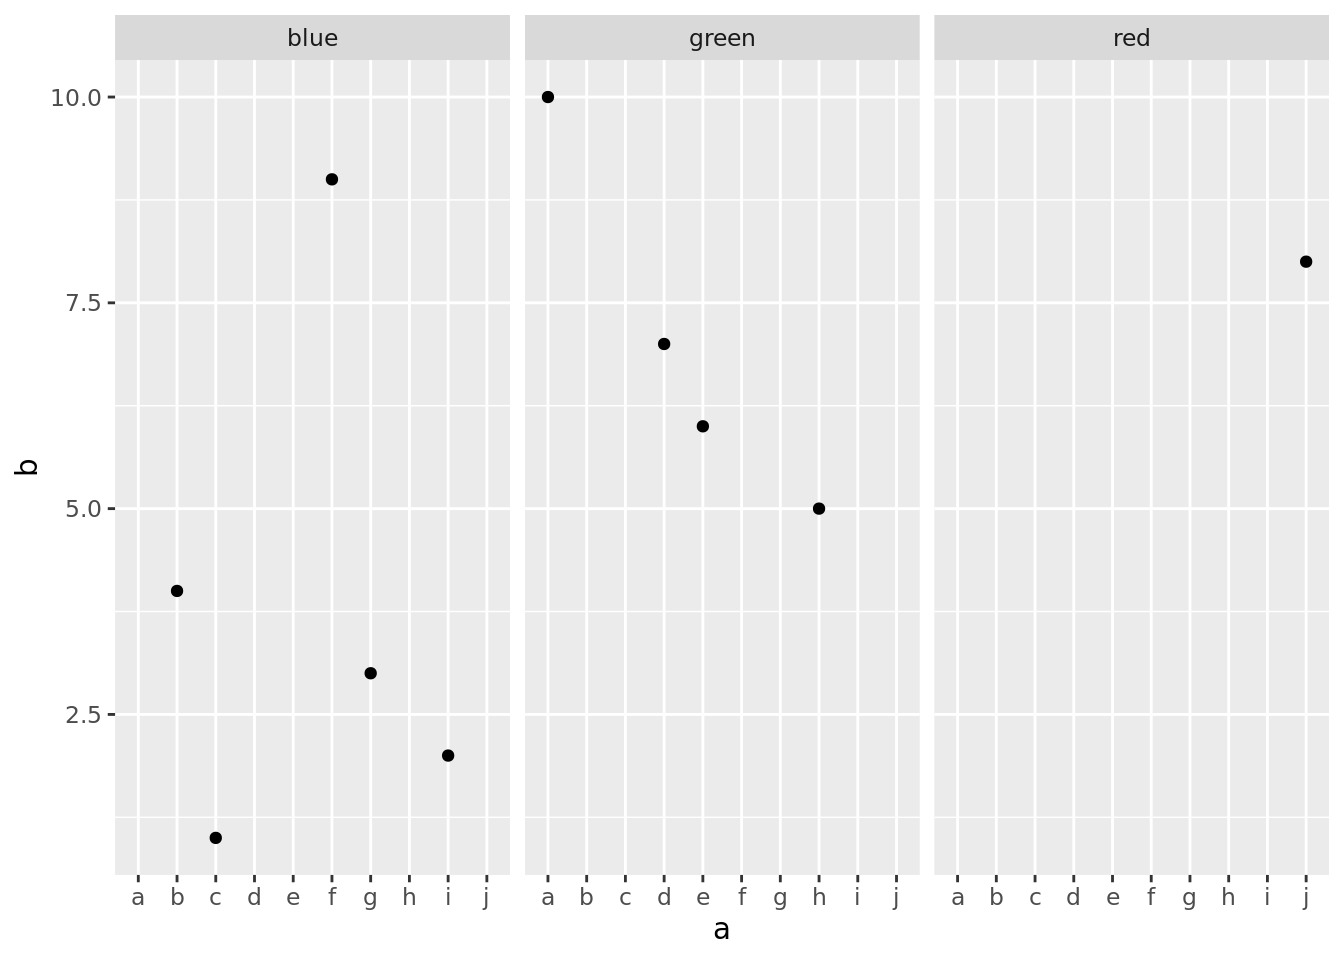 blue green red
10.0
7.5
5.0
2.5
b
a b c d e f g h i j a b c d e f g h i j a b c d e f g h i j
a